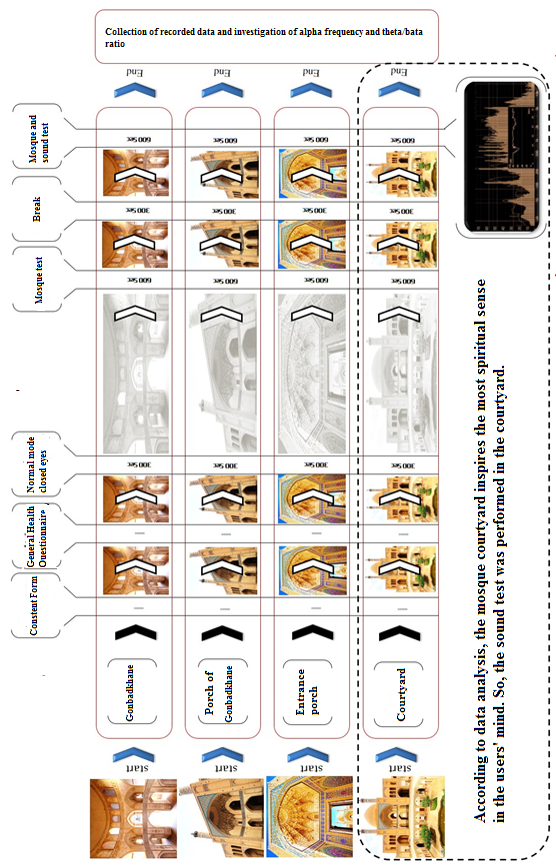 Collection of recorded data and investigation of alpha frequency and theta/bata
ratio
End
End
End
End
Mosque and
sound test
600 Sec
600 Sec
600 Sec
600 Sec
Break
300 Sec
300 Sec
300 Sec
300 Sec
Mosque test
600 Sec
600 Sec
600 Sec
600 Sec
Normal mode
closed eyes
300 Sec
300 Sec
300 Sec
300 Sec
General Health
Questionnaire
Constent Form
Gonbadkhane
Porch of
Gonbadkhane
Entrance
porch
Courtyard
start
start
start
start
According to data analysis, the mosque courtyard inspires the most spiritual sense
in the users' mind. So, the sound test was performed in the courtyard.